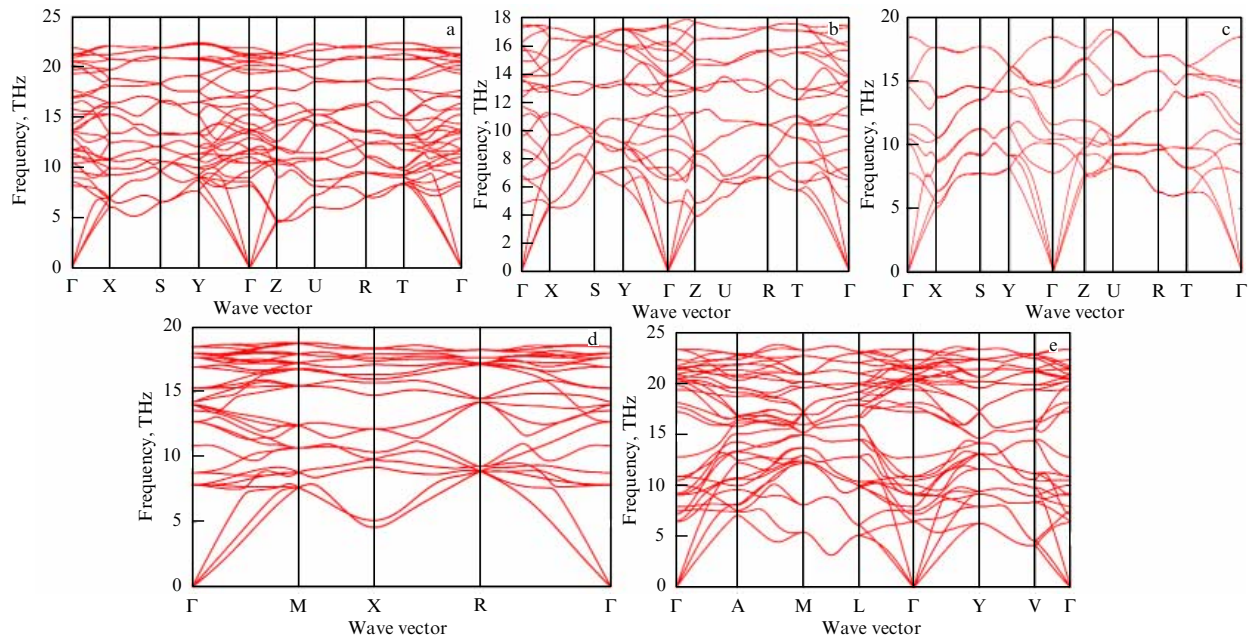 a
Frequency, THz
25
20
15
10
5
0
Γ X S Y Γ Z U R T Γ
Wave vector
b
Frequency, THz
18
16
14
12
10
8
6
4
2
0
Γ X S Y Γ Z U R T Γ
Wave vector
c
Frequency, THz
20
15
10
5
0
Γ X S Y Γ Z U R T Γ
Wave vector
d
Frequency, THz
20
15
10
5
0
Γ M X R Γ
Wave vector
e
Frequency, THz
25
20
15
10
5
0
Γ A M L Γ Y V Γ
Wave vector